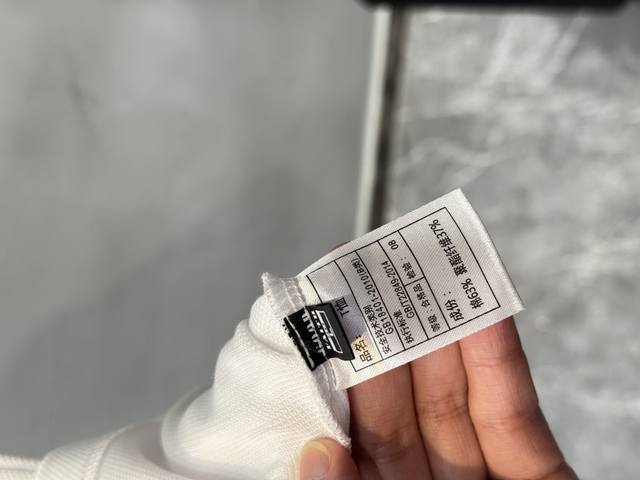 品名：T恤
安全技术类别
GB18401-2010(B类)
执行标准
GB/T22849-2014
等级：合格品 检验：08
成份：
棉63% 聚酯纤维37%